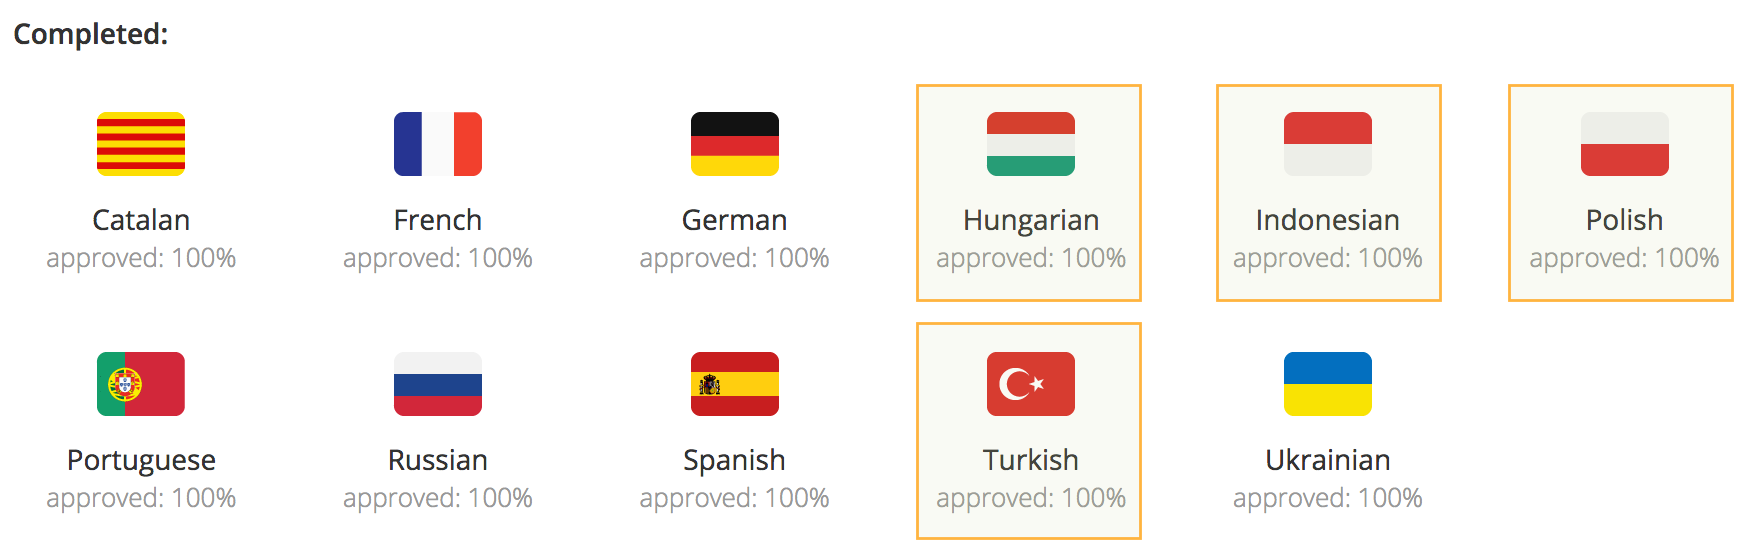 Completed:
Catalan French German Hungarian Indonesian Polish
approved: 100% approved: 100% approved: 100% approved: 100% approved: 100% approved: 100%
Portuguese Russian Spanish Turkish Ukrainian
approved: 100% approved: 100% approved: 100% approved: 100% approved: 100%